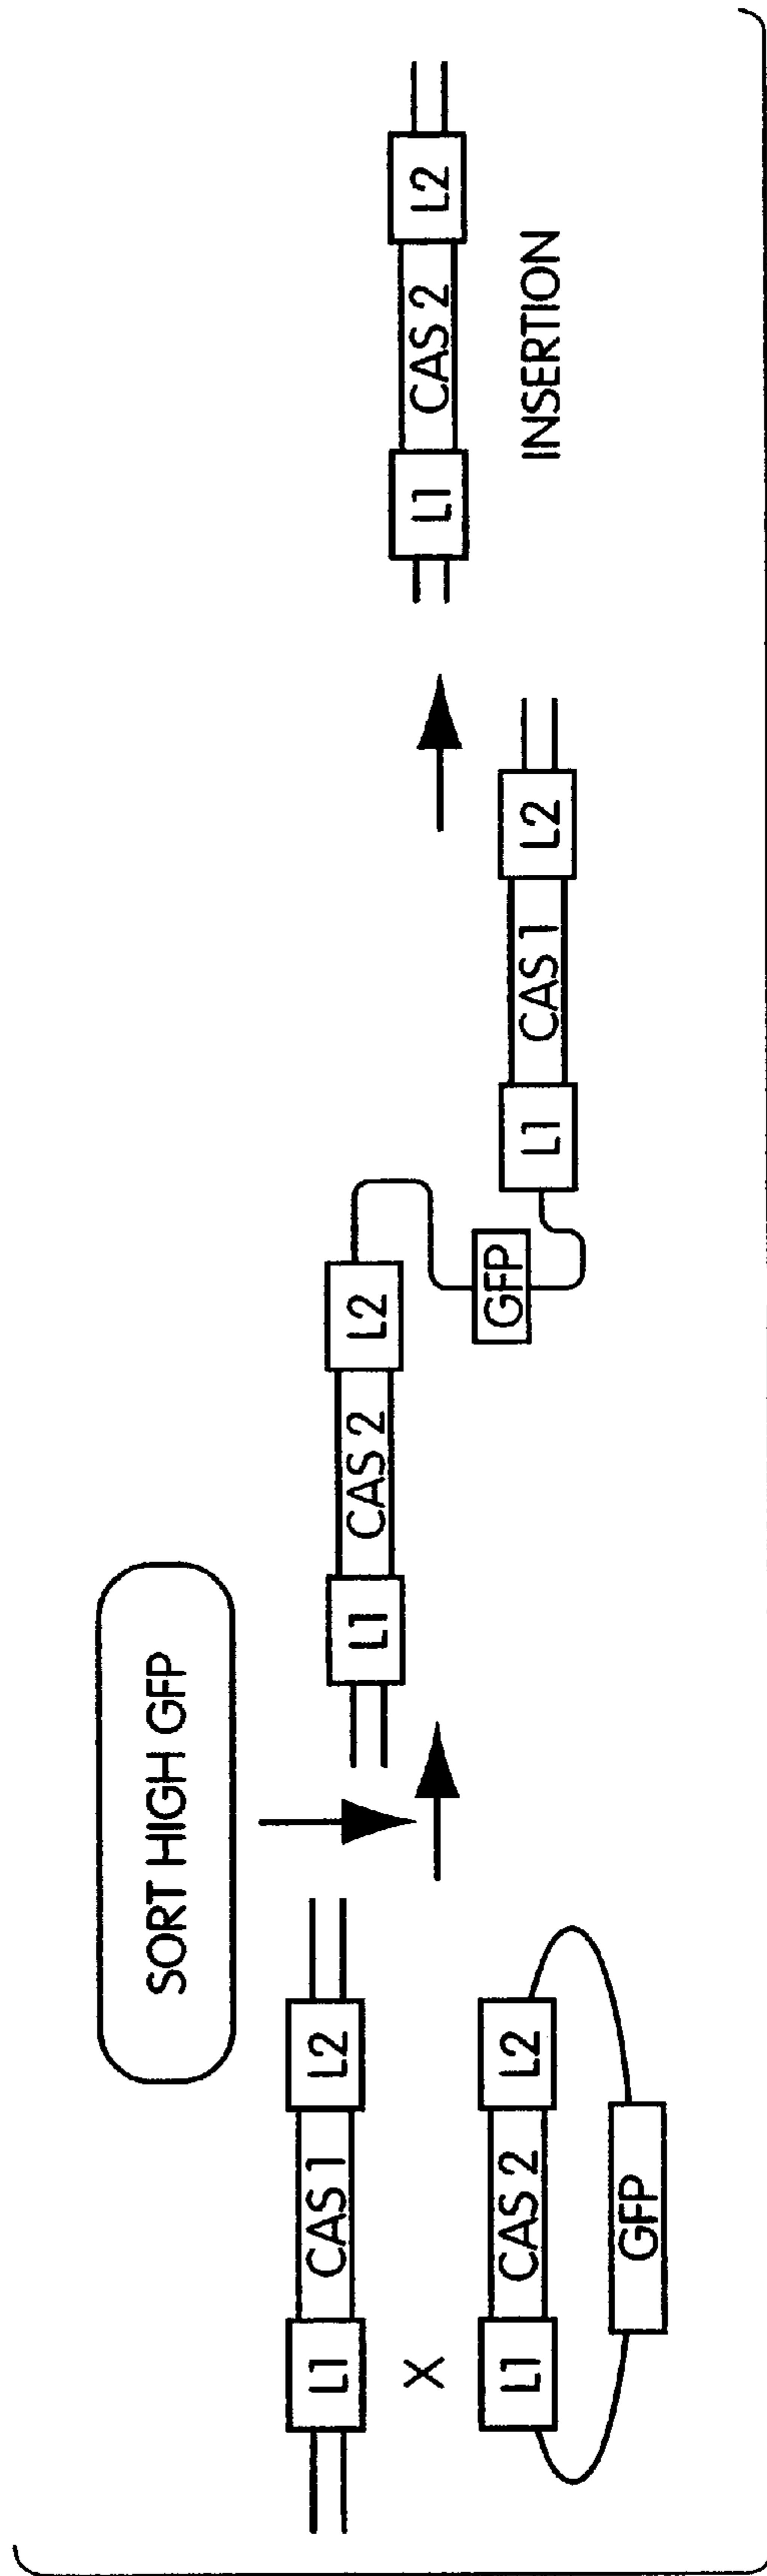 SORT HIGH GFP
L1
CAS 1
L2
X
L1
CAS 2
L2
GFP
L1
CAS 2
L2
GFP
L1
CAS 1
L2
L1
CAS 2
L2
INSERTION